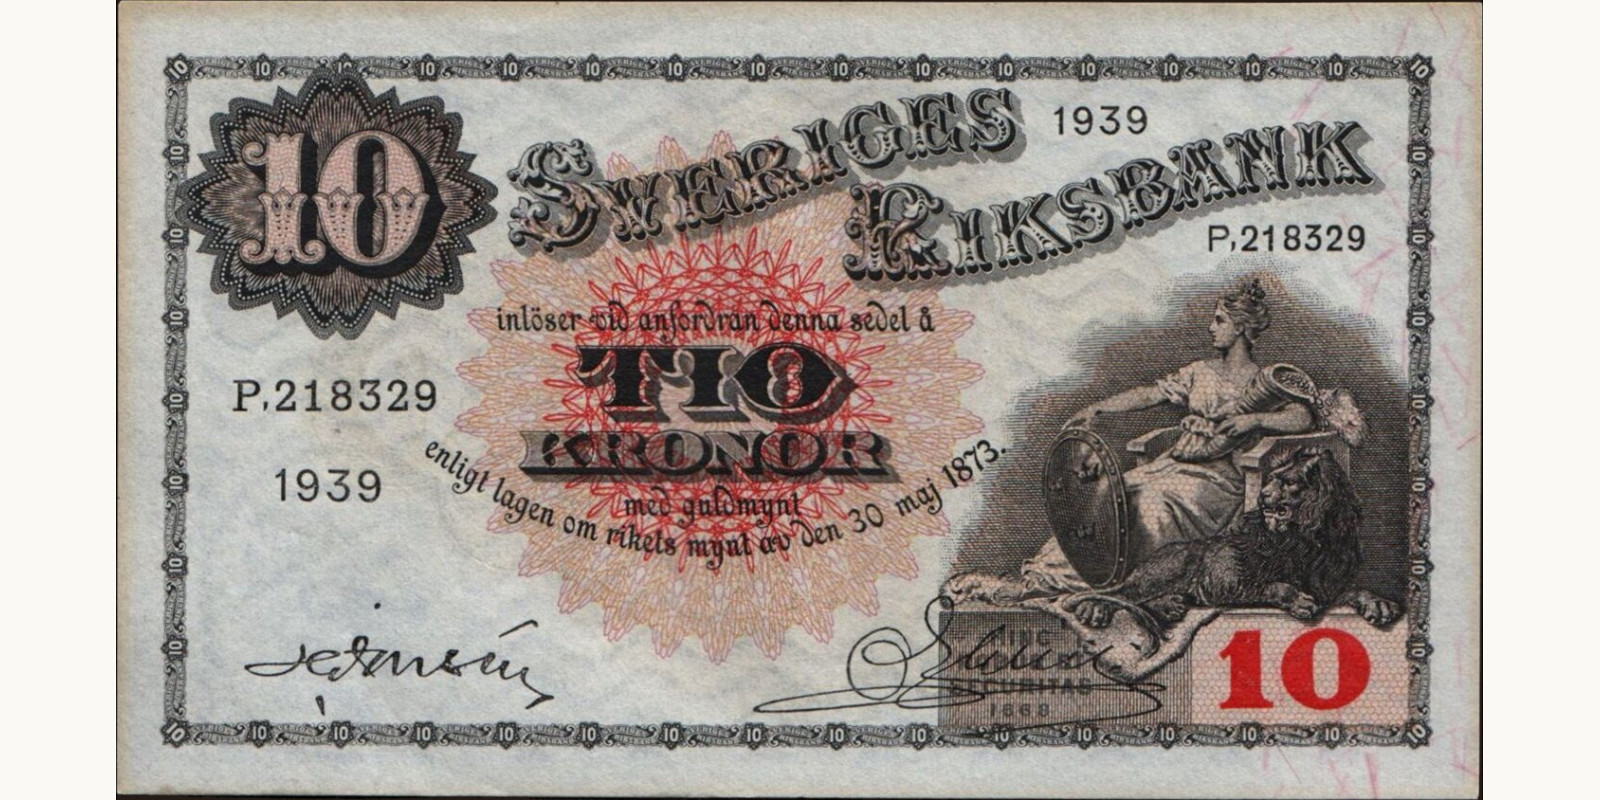 10
SVERIGES
1939
RIKSBANK
P,218329
inlöser vid anfordran denna sedel å
TIO
KRONOR
P,218329
med guldmynt
enligt lagen om rikets mynt av den 30 maj 1873.
1939
HINC
1668
10